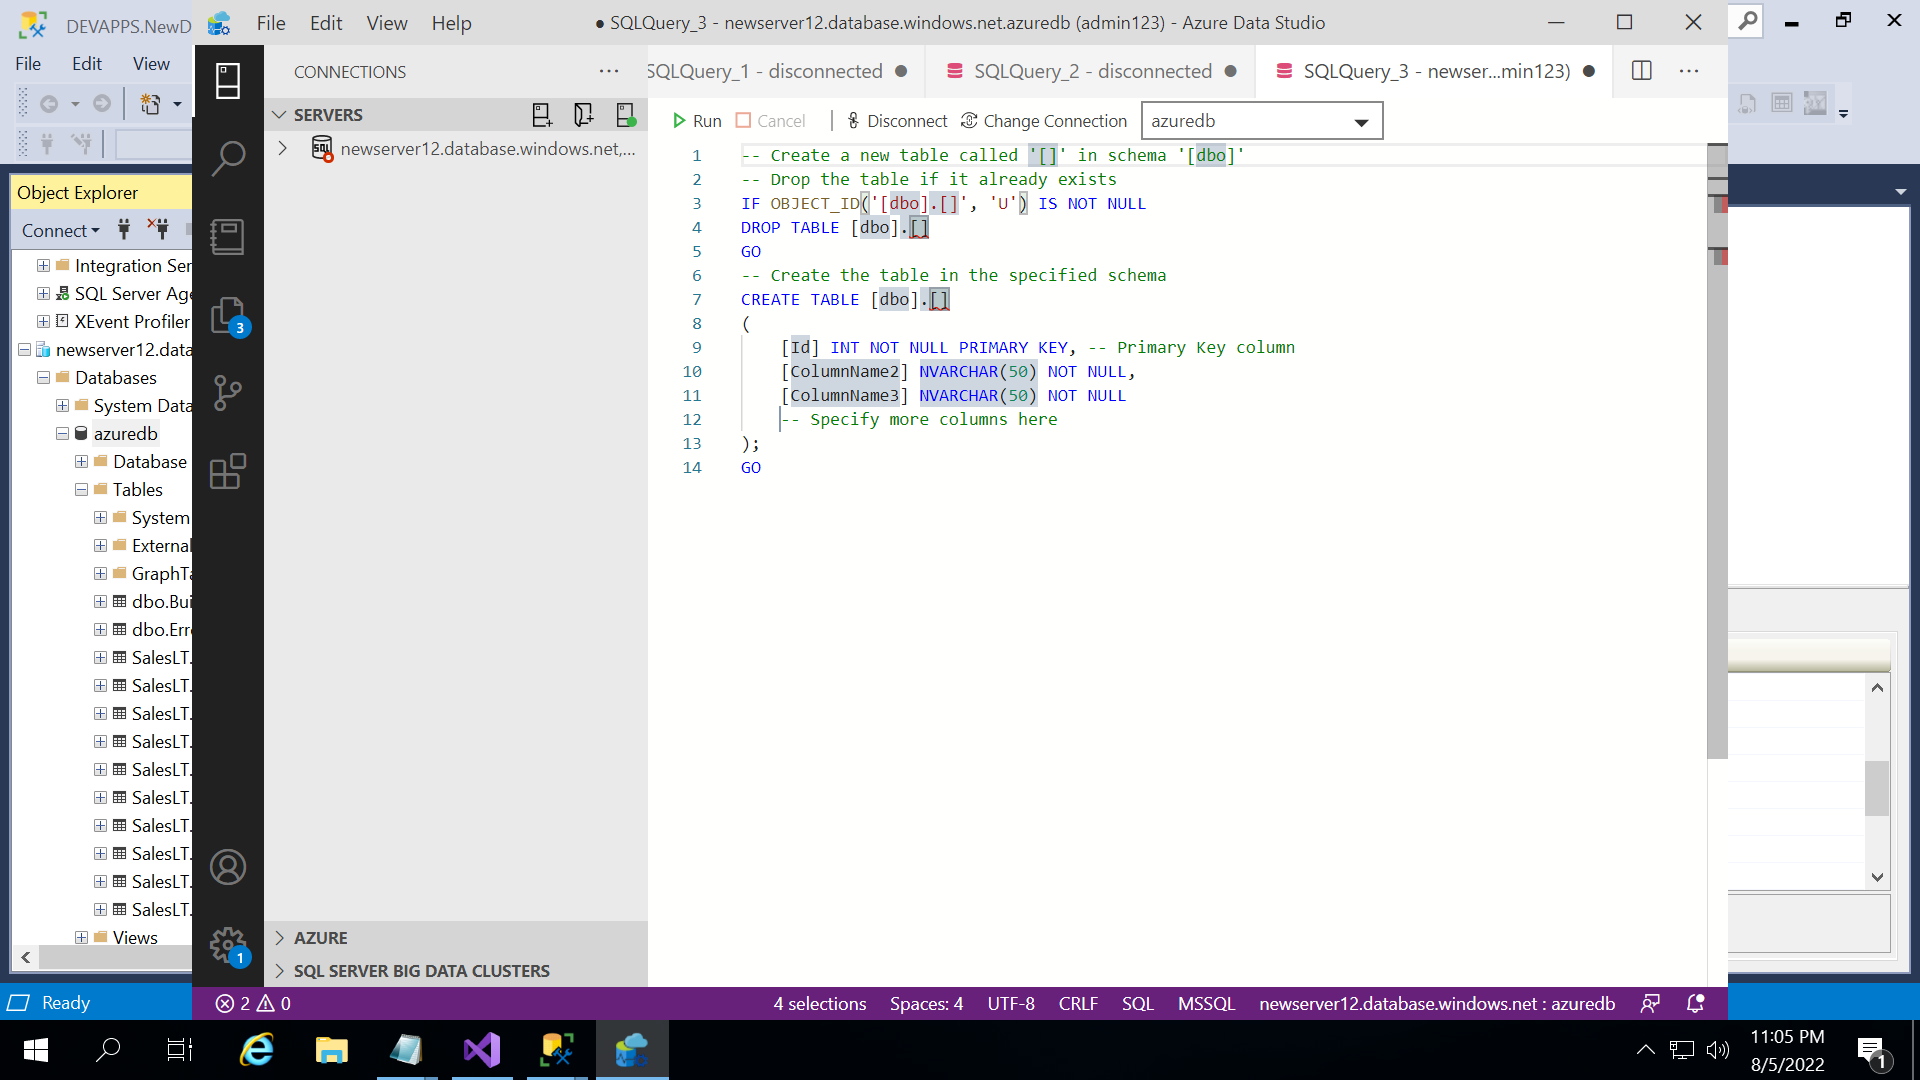 DEVAPPS.NewD
File Edit View
Object Explorer
Connect
Integration Ser
SQL Server Age
XEvent Profiler
newserver12.data
Databases
System Data
azuredb
Database
Tables
System
External
GraphTa
dbo.Bui
dbo.Erro
SalesLT.
SalesLT.
SalesLT.
SalesLT.
SalesLT.
SalesLT.
SalesLT.
SalesLT.
SalesLT.
SalesLT.
Views
Ready
File Edit View Help
● SQLQuery_3 - newserver12.database.windows.net.azuredb (admin123) - Azure Data Studio
CONNECTIONS
SERVERS
newserver12.database.windows.net,...
AZURE
SQL SERVER BIG DATA CLUSTERS
3
1
SQLQuery_1 - disconnected
SQLQuery_2 - disconnected
SQLQuery_3 - newser...min123)
Run Cancel Disconnect Change Connection azuredb
1 -- Create a new table called '[]' in schema '[dbo]'
2 -- Drop the table if it already exists
3 IF OBJECT_ID('[dbo].[]', 'U') IS NOT NULL
4 DROP TABLE [dbo].[]
5 GO
6 -- Create the table in the specified schema
7 CREATE TABLE [dbo].[]
8 (
9 [Id] INT NOT NULL PRIMARY KEY, -- Primary Key column
10 [ColumnName2] NVARCHAR(50) NOT NULL,
11 [ColumnName3] NVARCHAR(50) NOT NULL
12 -- Specify more columns here
13 );
14 GO
2 0
4 selections Spaces: 4 UTF-8 CRLF SQL MSSQL newserver12.database.windows.net : azuredb
11:05 PM
8/5/2022
1